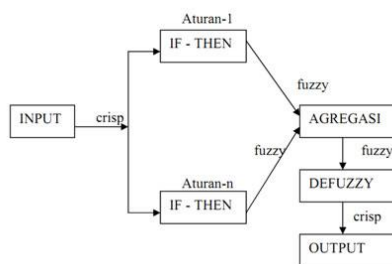 Aturan-1
IF - THEN
fuzzy
INPUT
crisp
AGREGASI
fuzzy
fuzzy
Aturan-n
IF - THEN
DEFUZZY
crisp
OUTPUT